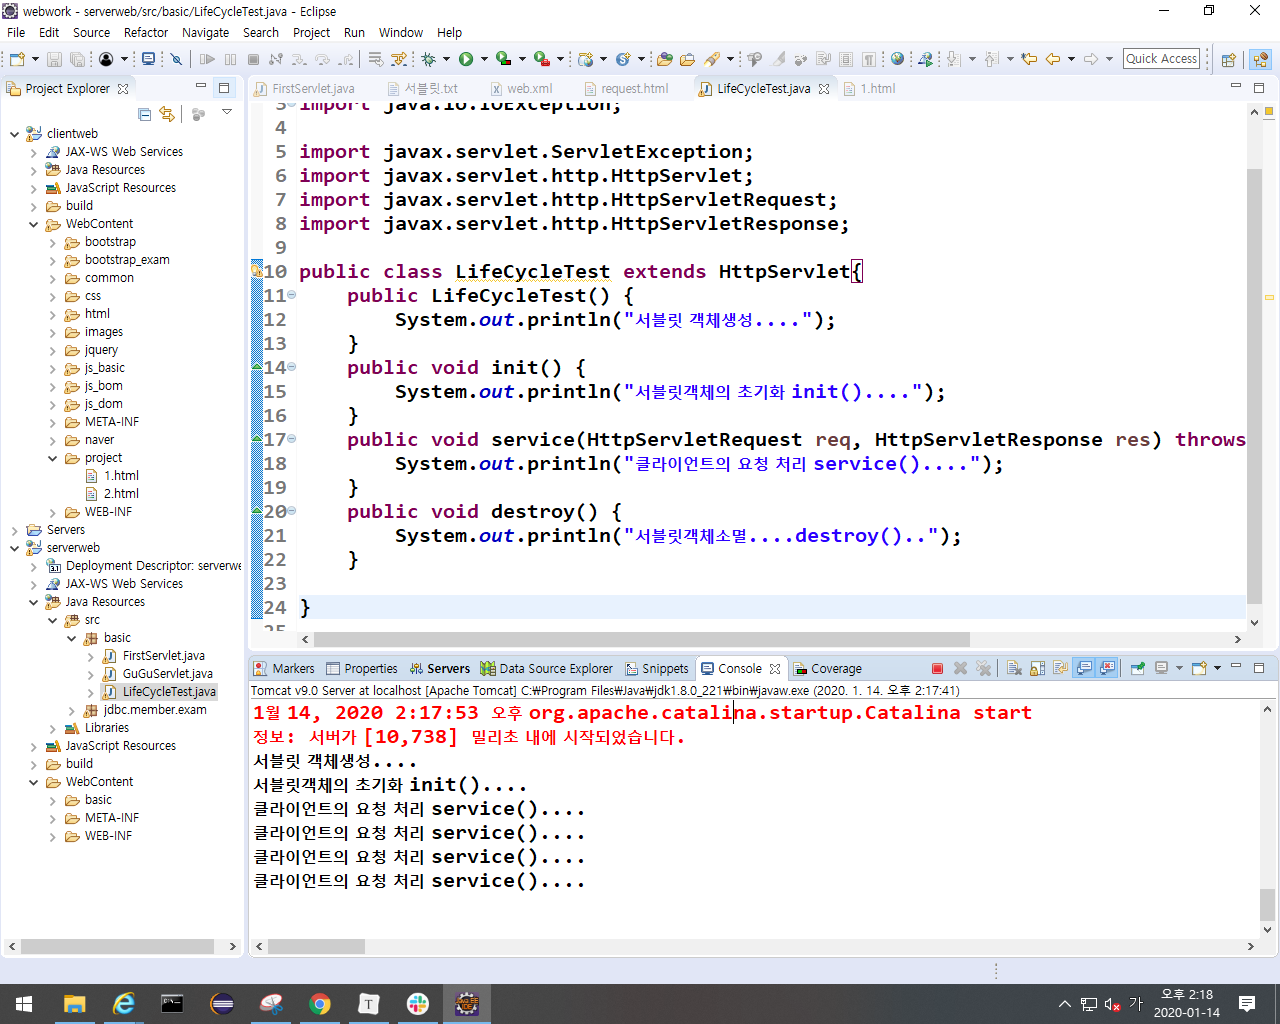 webwork - serverweb/src/basic/LifeCycleTest.java - Eclipse
File Edit Source Refactor Navigate Search Project Run Window Help
Quick Access
Project Explorer
clientweb
JAX-WS Web Services
Java Resources
JavaScript Resources
build
WebContent
bootstrap
bootstrap_exam
common
css
html
images
jquery
js_basic
js_bom
js_dom
META-INF
naver
project
1.html
2.html
WEB-INF
Servers
serverweb
Deployment Descriptor: serverwe
JAX-WS Web Services
Java Resources
src
basic
FirstServlet.java
GuGuServlet.java
LifeCycleTest.java
jdbc.member.exam
Libraries
JavaScript Resources
build
WebContent
basic
META-INF
WEB-INF
FirstServlet.java 서블릿.txt web.xml request.html LifeCycleTest.java 1.html
3 import java.io.IOException;
4
5 import javax.servlet.ServletException;
6 import javax.servlet.http.HttpServlet;
7 import javax.servlet.http.HttpServletRequest;
8 import javax.servlet.http.HttpServletResponse;
9
10 public class LifeCycleTest extends HttpServlet{
11 public LifeCycleTest() {
12 System.out.println("서블릿 객체생성....");
13 }
14 public void init() {
15 System.out.println("서블릿객체의 초기화 init()....");
16 }
17 public void service(HttpServletRequest req, HttpServletResponse res) throws
18 System.out.println("클라이언트의 요청 처리 service()....");
19 }
20 public void destroy() {
21 System.out.println("서블릿객체소멸....destroy()..");
22 }
23
24 }
25
Markers Properties Servers Data Source Explorer Snippets Console Coverage
Tomcat v9.0 Server at localhost [Apache Tomcat] C:₩Program Files₩Java₩jdk1.8.0_221₩bin₩javaw.exe (2020. 1. 14. 오후 2:17:41)
1월 14, 2020 2:17:53 오후 org.apache.catalina.startup.Catalina start
정보: 서버가 [10,738] 밀리초 내에 시작되었습니다.
서블릿 객체생성....
서블릿객체의 초기화 init()....
클라이언트의 요청 처리 service()....
클라이언트의 요청 처리 service()....
클라이언트의 요청 처리 service()....
클라이언트의 요청 처리 service()....
가
오후 2:18
2020-01-14